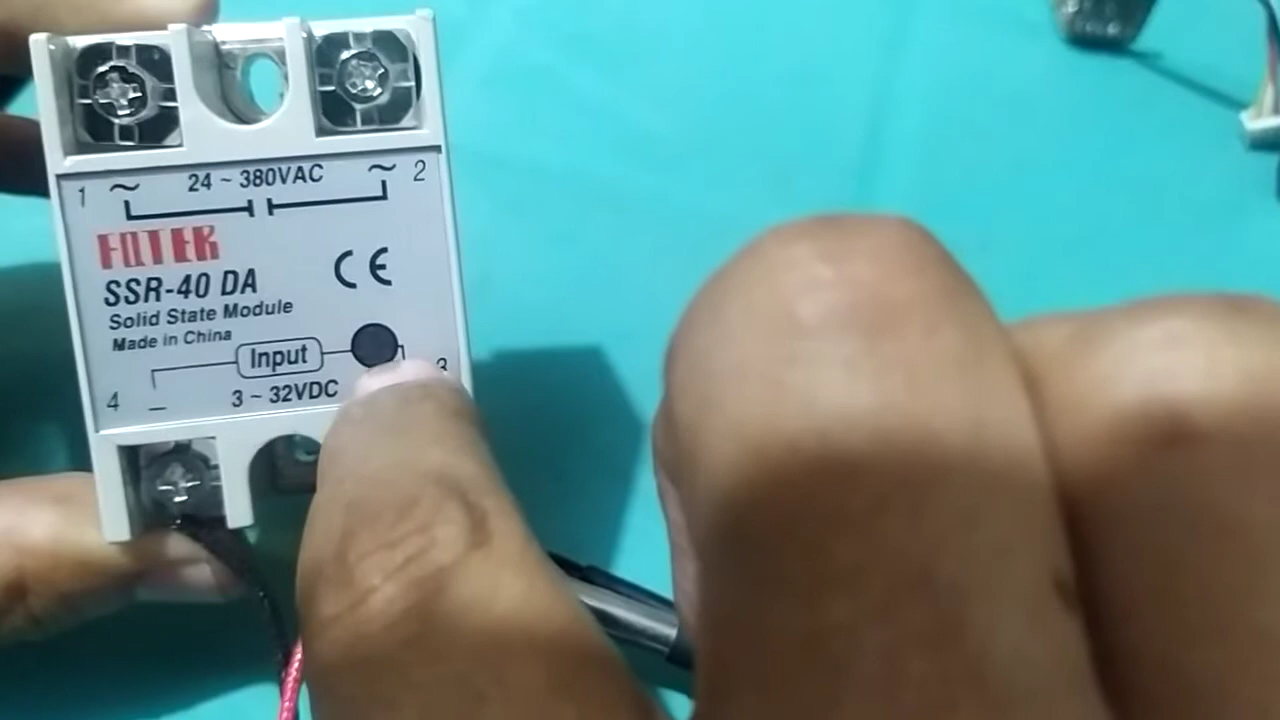 1 ~ 24 ~ 380VAC ~ 2
FQTER
SSR-40 DA
CE
Solid State Module
Made in China
Input
4 - 3 ~ 32VDC 3